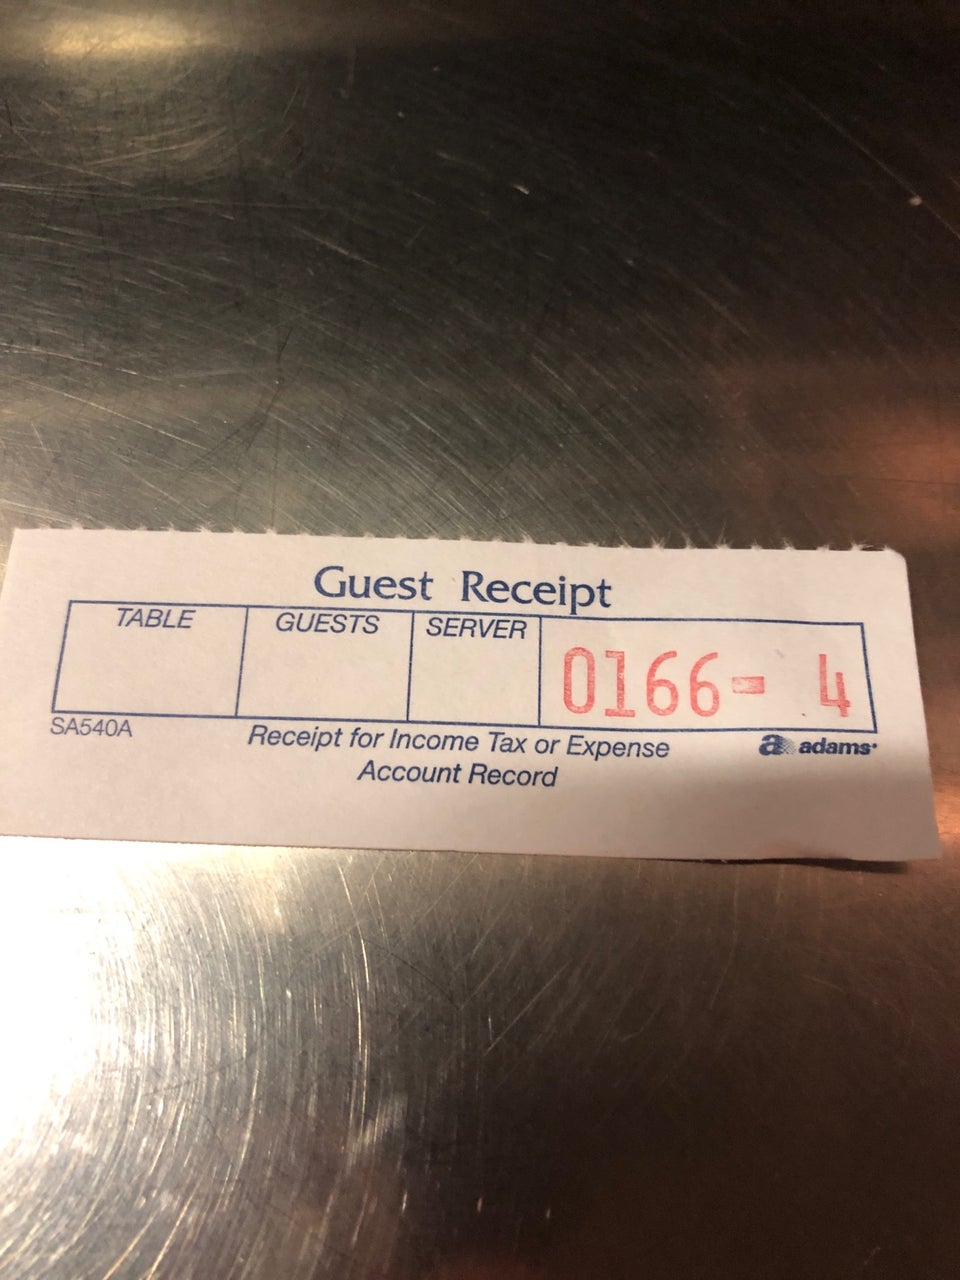 Guest Receipt
TABLE GUESTS SERVER
0166- 4
SA540A
Receipt for Income Tax or Expense
Account Record
a adams